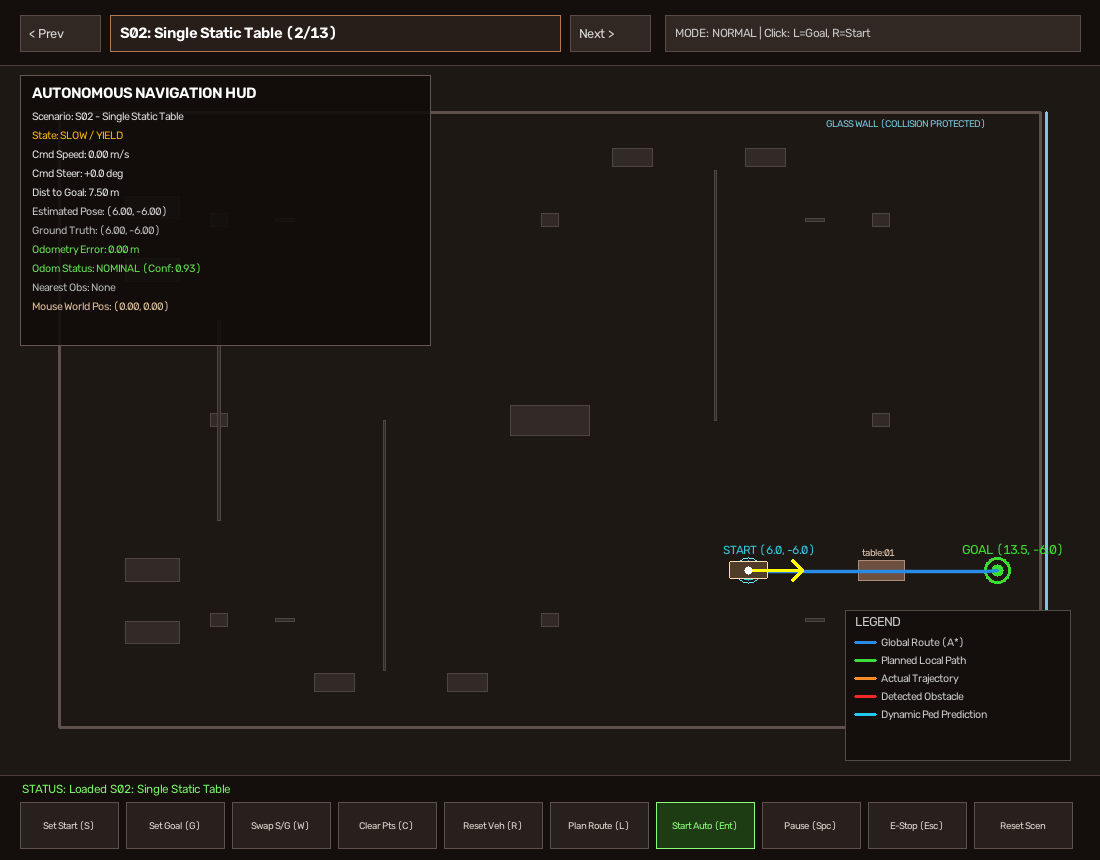 < Prev
S02: Single Static Table (2/13)
Next >
MODE: NORMAL | Click: L=Goal, R=Start
AUTONOMOUS NAVIGATION HUD
Scenario: S02 - Single Static Table
State: SLOW / YIELD
Cmd Speed: 0.00 m/s
Cmd Steer: +0.0 deg
Dist to Goal: 7.50 m
Estimated Pose: (6.00, -6.00)
Ground Truth: (6.00, -6.00)
Odometry Error: 0.00 m
Odom Status: NOMINAL (Conf: 0.93)
Nearest Obs: None
Mouse World Pos: (0.00, 0.00)
GLASS WALL (COLLISION PROTECTED)
START (6.0, -6.0)
table:01
GOAL (13.5, -6.0)
LEGEND
Global Route (A*)
Planned Local Path
Actual Trajectory
Detected Obstacle
Dynamic Ped Prediction
STATUS: Loaded S02: Single Static Table
Set Start (S)
Set Goal (G)
Swap S/G (W)
Clear Pts (C)
Reset Veh (R)
Plan Route (L)
Start Auto (Ent)
Pause (Spc)
E-Stop (Esc)
Reset Scen